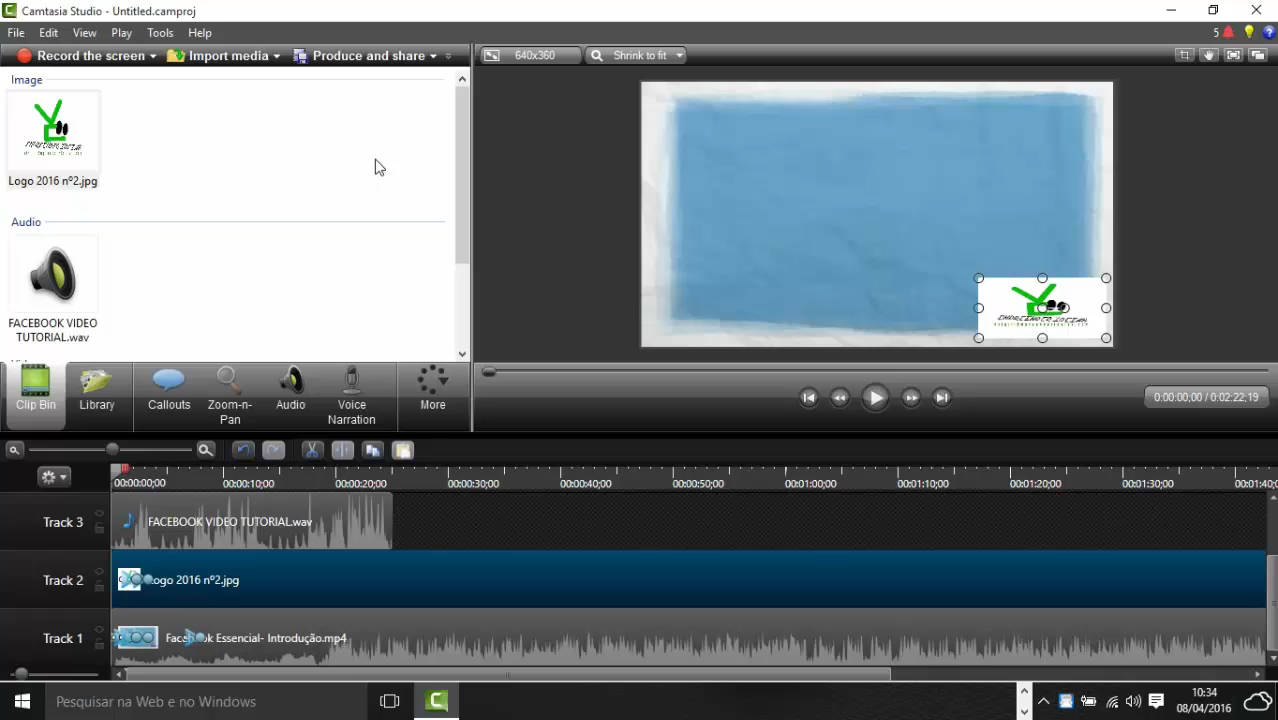 Camtasia Studio - Untitled.camproj
File Edit View Play Tools Help
5
Record the screen Import media Produce and share
640x360 Shrink to fit
Image
Logo 2016 nº2.jpg
Audio
FACEBOOK VIDEO
TUTORIAL.wav
Clip Bin Library Callouts Zoom-n-
Pan Audio Voice
Narration More
0:00:00,00 / 0:02:22,19
00:00:00;00 00:00:10;00 00:00:20;00 00:00:30;00 00:00:40;00 00:00:50;00 00:01:00;00 00:01:10;00 00:01:20;00 00:01:30;00 00:01:40;0
Track 3 FACEBOOK VIDEO TUTORIAL.wav
Track 2 Logo 2016 nº2.jpg
Track 1 Facebook Essencial- Introdução.mp4
Pesquisar na Web e no Windows
10:34
08/04/2016